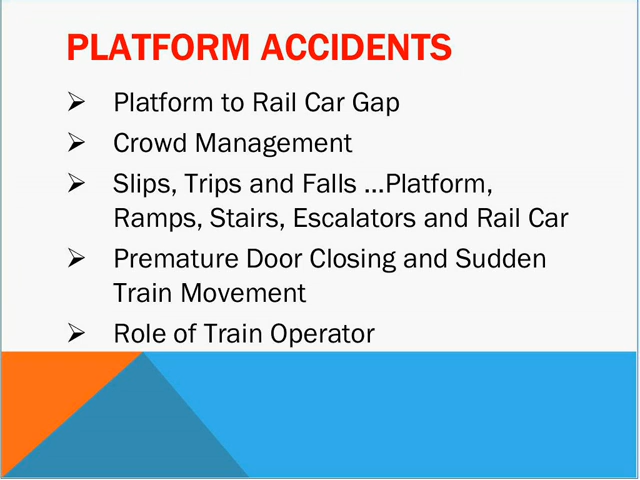 PLATFORM ACCIDENTS
➢ Platform to Rail Car Gap
➢ Crowd Management
➢ Slips, Trips and Falls ...Platform,
Ramps, Stairs, Escalators and Rail Car
➢ Premature Door Closing and Sudden
Train Movement
➢ Role of Train Operator